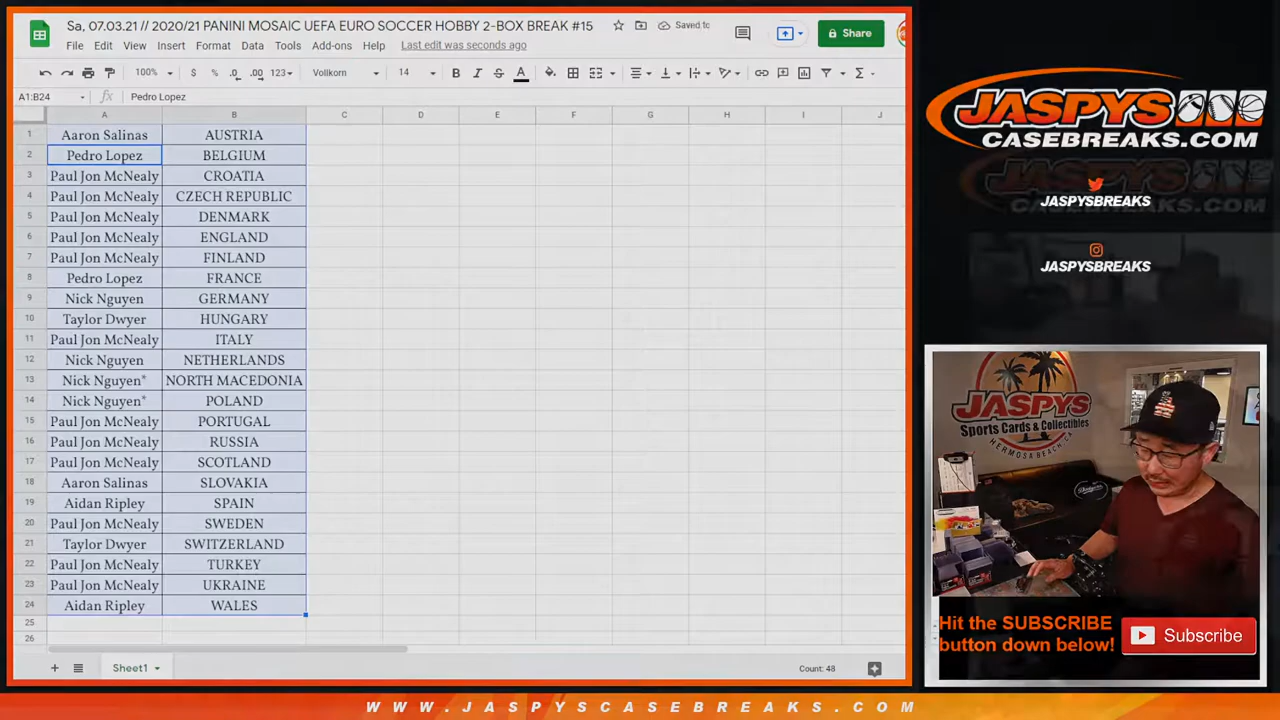 Sa, 07.03.21 // 2020/21 PANINI MOSAIC UEFA EURO SOCCER HOBBY 2-BOX BREAK #15
Saved to
Share
File Edit View Insert Format Data Tools Add-ons Help Last edit was seconds ago
100% $ % .0 .00 123 Vollkorn 14 B I S A
A1:B24 fx Pedro Lopez
A B C D E F G H I J
1 Aaron Salinas AUSTRIA
2 Pedro Lopez BELGIUM
3 Paul Jon McNealy CROATIA
4 Paul Jon McNealy CZECH REPUBLIC
5 Paul Jon McNealy DENMARK
6 Paul Jon McNealy ENGLAND
7 Paul Jon McNealy FINLAND
8 Pedro Lopez FRANCE
9 Nick Nguyen GERMANY
10 Taylor Dwyer HUNGARY
11 Paul Jon McNealy ITALY
12 Nick Nguyen NETHERLANDS
13 Nick Nguyen* NORTH MACEDONIA
14 Nick Nguyen* POLAND
15 Paul Jon McNealy PORTUGAL
16 Paul Jon McNealy RUSSIA
17 Paul Jon McNealy SCOTLAND
18 Aaron Salinas SLOVAKIA
19 Aidan Ripley SPAIN
20 Paul Jon McNealy SWEDEN
21 Taylor Dwyer SWITZERLAND
22 Paul Jon McNealy TURKEY
23 Paul Jon McNealy UKRAINE
24 Aidan Ripley WALES
25
26
Sheet1
Count: 48
JASPYS
CASEBREAKS.COM
JASPYSBREAKS
JASPYSBREAKS
JASPYS
Sports Cards & Collectibles
HERMOSA BEACH, CA
Hit the SUBSCRIBE
button down below!
Subscribe
WWW.JASPYSCASEBREAKS.COM